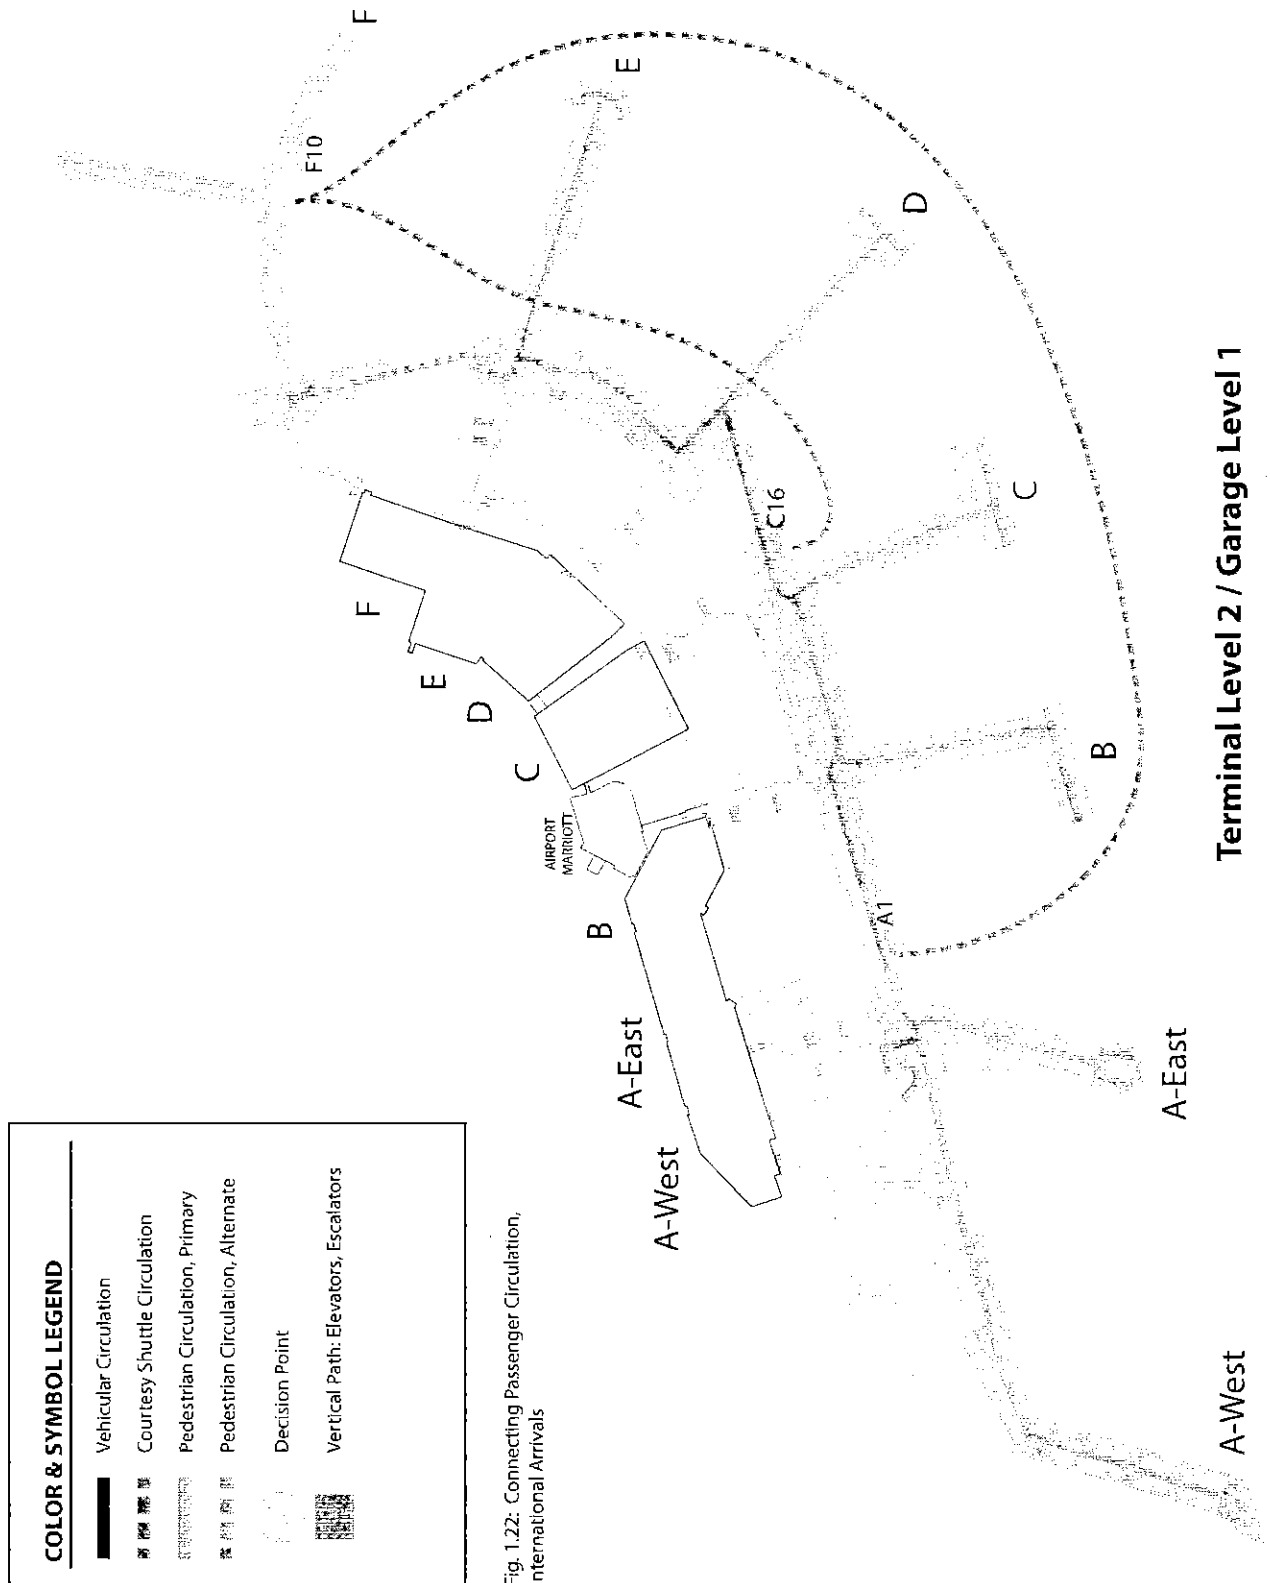 COLOR & SYMBOL LEGEND
Vehicular Circulation
Courtesy Shuttle Circulation
Pedestrian Circulation, Primary
Pedestrian Circulation, Alternate
Decision Point
Vertical Path: Elevators, Escalators
Fig. 1.22: Connecting Passenger Circulation,
nternational Arrivals
A-West
A-East
B
AIRPORT
MARRIOTT
C
D
E
F
A-West
A-East
A1
B
C16
C
D
E
F10
F
Terminal Level 2 / Garage Level 1